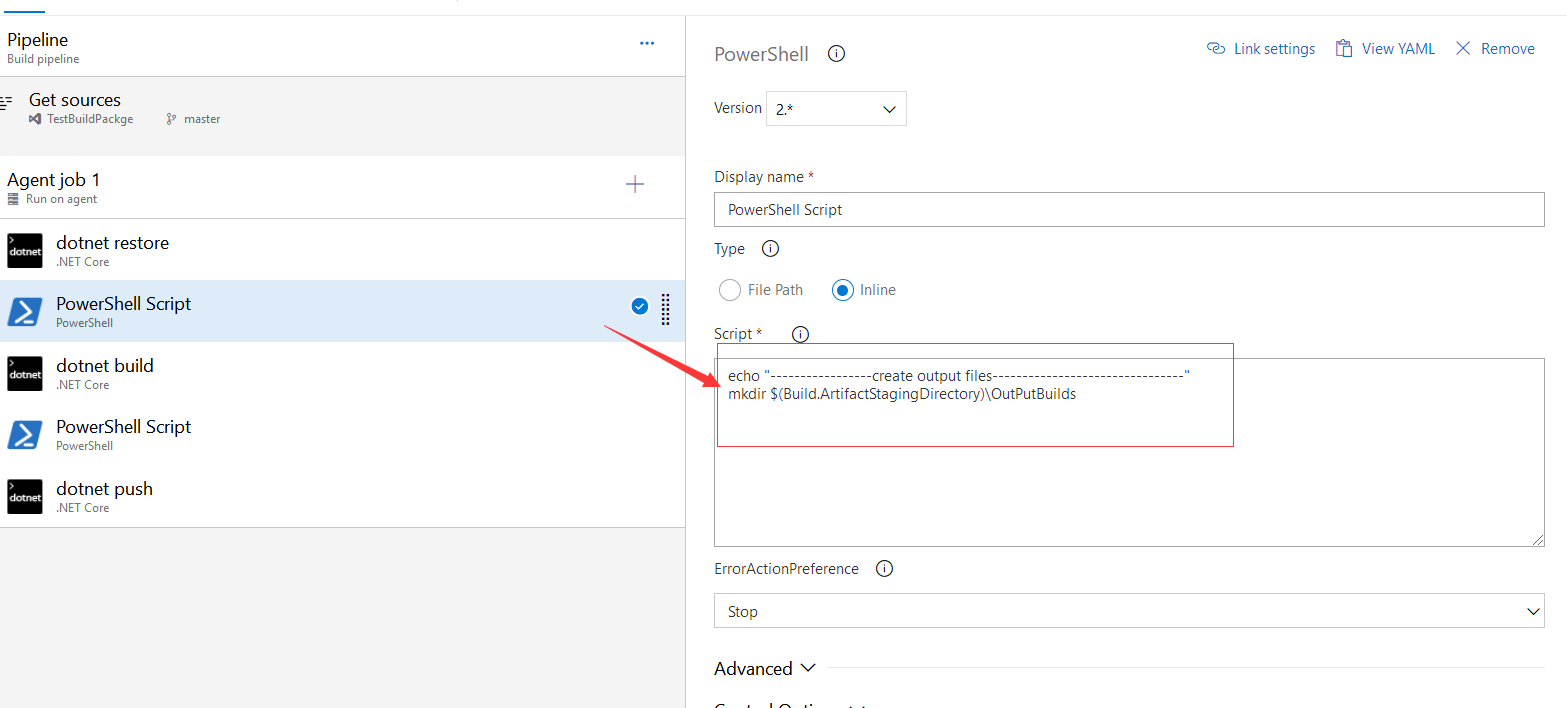 Pipeline
Build pipeline
Get sources
TestBuildPackge master
Agent job 1
Run on agent
dotnet
dotnet restore
.NET Core
PowerShell Script
PowerShell
dotnet
dotnet build
.NET Core
PowerShell Script
PowerShell
dotnet
dotnet push
.NET Core
PowerShell
Link settings View YAML Remove
Version 2.*
Display name *
PowerShell Script
Type
File Path Inline
Script *
echo "-----------------create output files--------------------------------"
mkdir $(Build.ArtifactStagingDirectory)\OutPutBuilds
ErrorActionPreference
Stop
Advanced